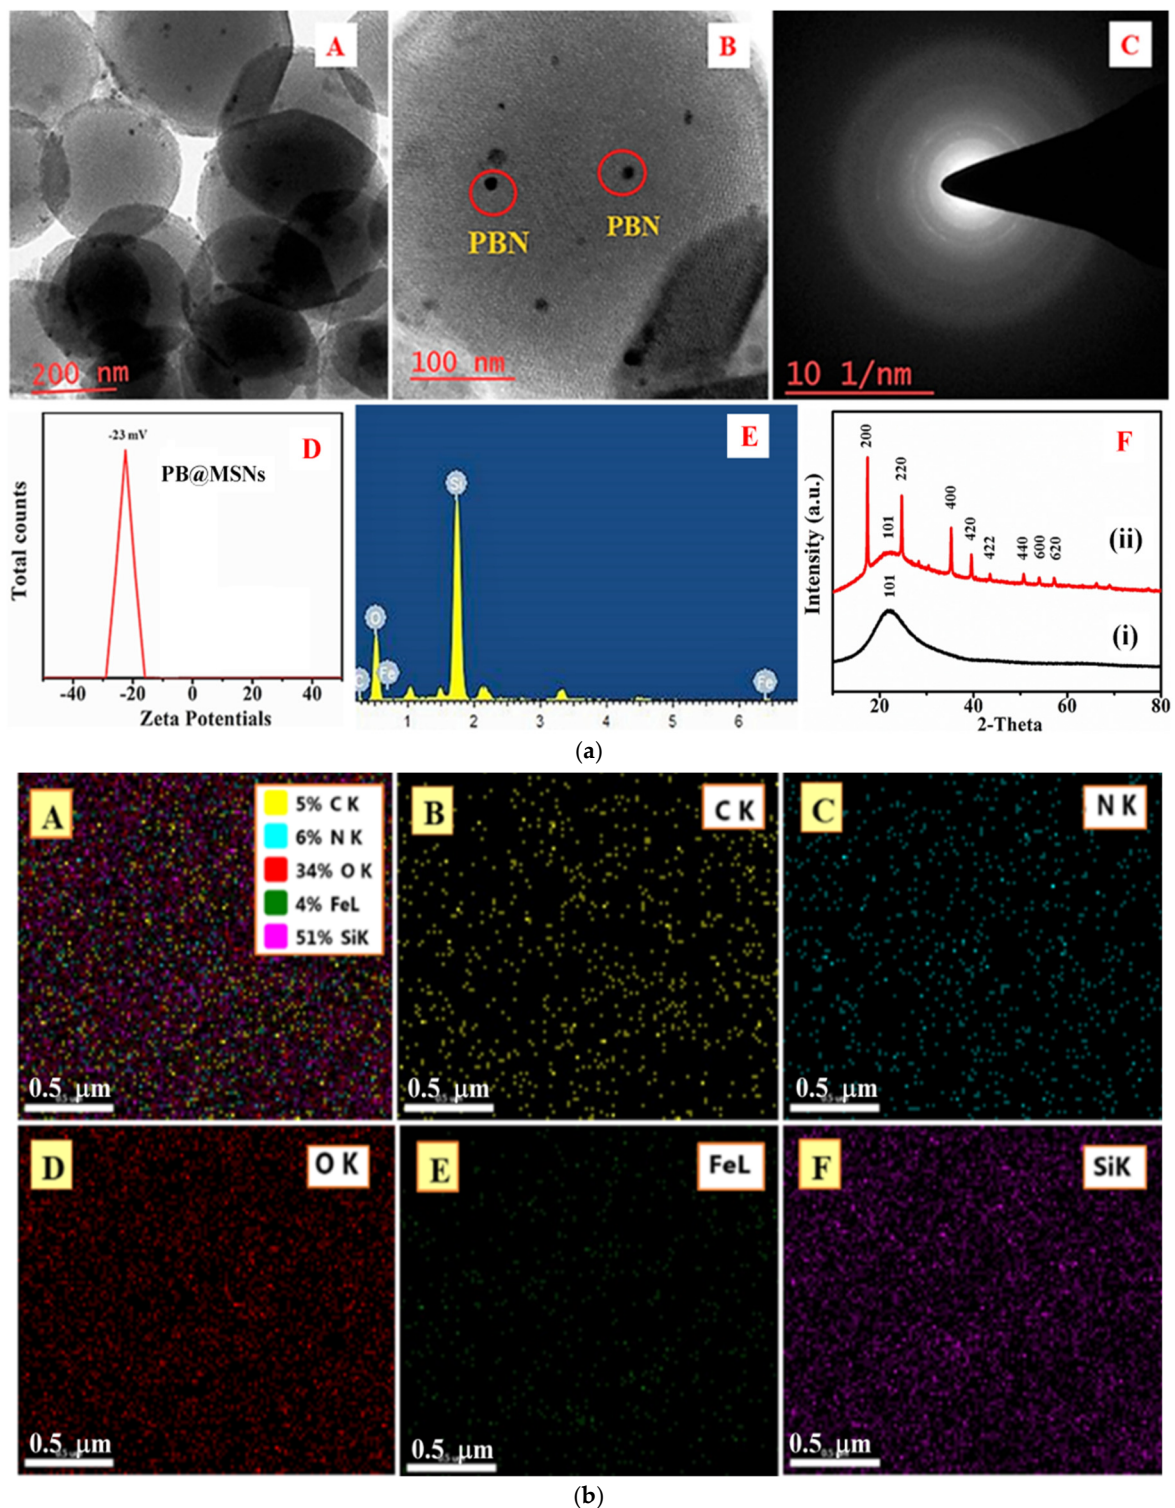 A
200 nm
B
PBN
PBN
100 nm
C
10 1/nm
D
-23 mV
PB@MSNs
Total counts
-40
-20
0
20
40
Zeta Potentials
E
Si
O
Fe
Fe
1
2
3
4
5
6
F
200
220
101
400
420
422
440
600
620
(ii)
101
(i)
Intensity (a.u.)
20
40
60
80
2-Theta
(a)
A
5% C K
6% N K
34% O K
4% FeL
51% SiK
0.5 μm
B
C K
0.5 μm
C
N K
0.5 μm
D
O K
0.5 μm
E
FeL
0.5 μm
F
SiK
0.5 μm
(b)